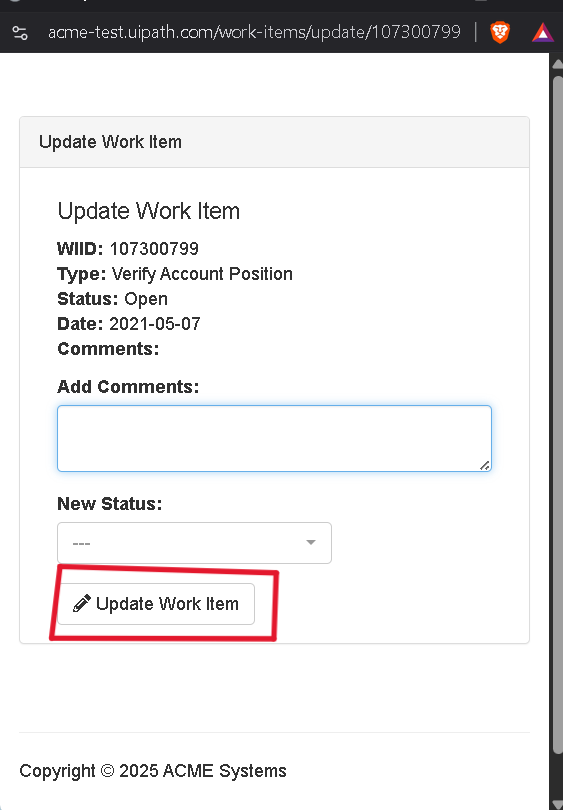 acme-test.uipath.com/work-items/update/107300799
Update Work Item
Update Work Item
WIID: 107300799
Type: Verify Account Position
Status: Open
Date: 2021-05-07
Comments:
Add Comments:
New Status:
---
Update Work Item
Copyright © 2025 ACME Systems